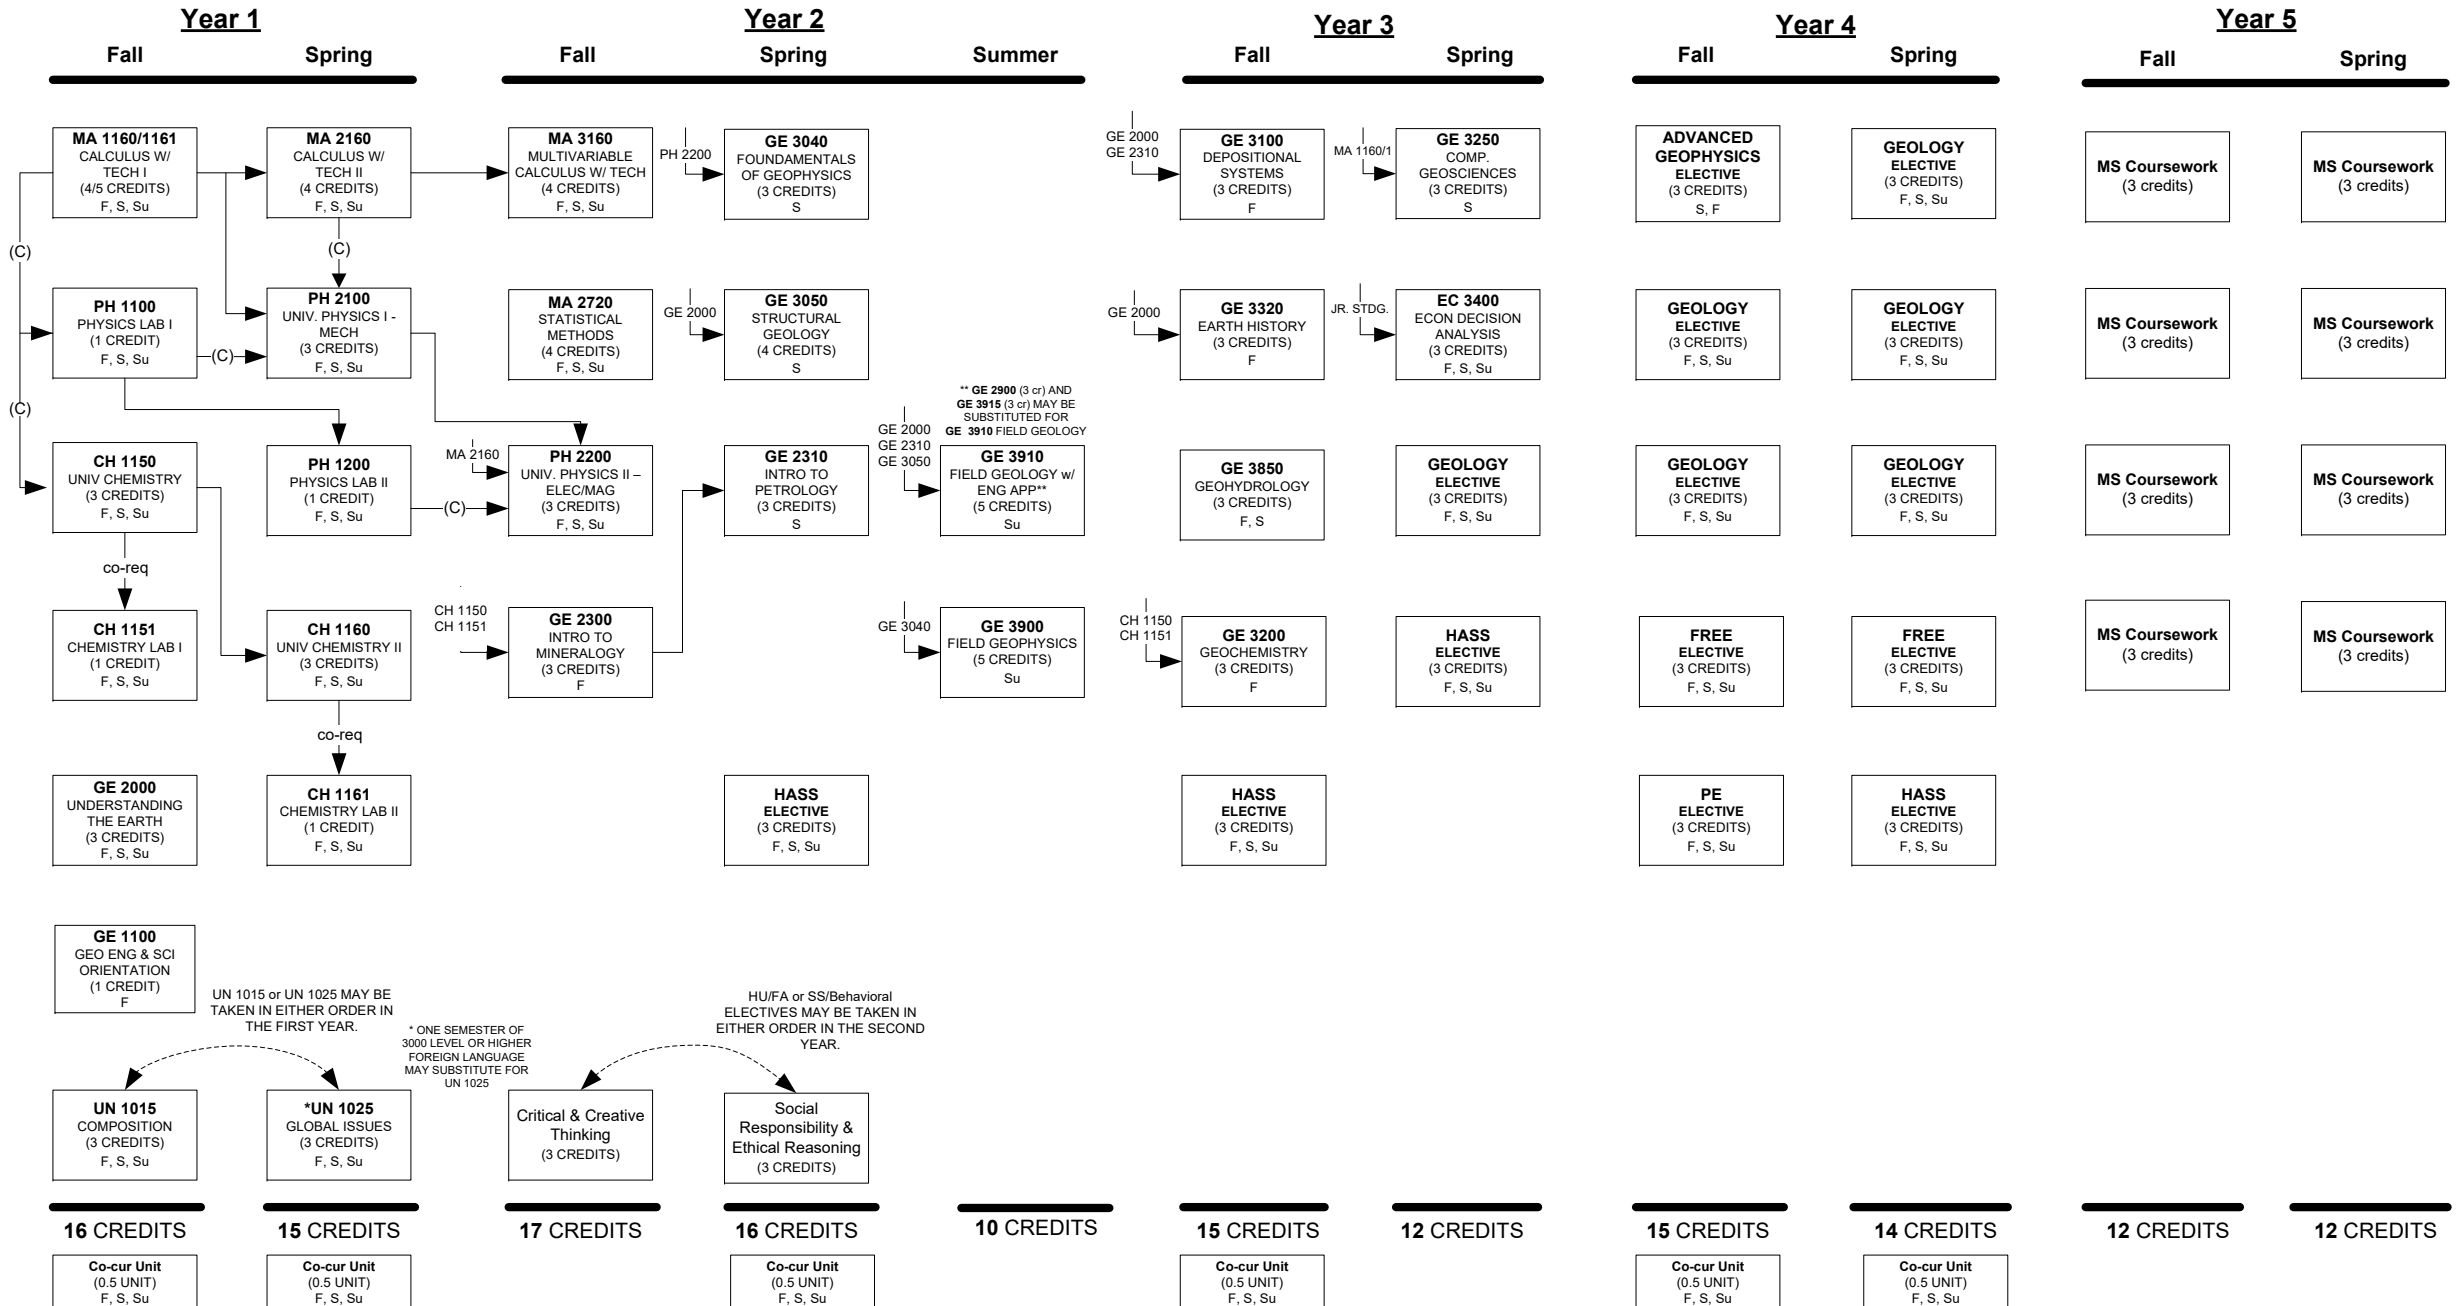 Year 1
Fall
Spring
MA 1160/1161
CALCULUS W/
TECH I
(4/5 CREDITS)
F, S, Su
MA 2160
CALCULUS W/
TECH II
(4 CREDITS)
F, S, Su
(C)
(C)
PH 1100
PHYSICS LAB I
(1 CREDIT)
F, S, Su
(C)
PH 2100
UNIV. PHYSICS I -
MECH
(3 CREDITS)
F, S, Su
(C)
CH 1150
UNIV CHEMISTRY
(3 CREDITS)
F, S, Su
PH 1200
PHYSICS LAB II
(1 CREDIT)
F, S, Su
(C)
co-req
CH 1151
CHEMISTRY LAB I
(1 CREDIT)
F, S, Su
CH 1160
UNIV CHEMISTRY II
(3 CREDITS)
F, S, Su
co-req
GE 2000
UNDERSTANDING
THE EARTH
(3 CREDITS)
F, S, Su
CH 1161
CHEMISTRY LAB II
(1 CREDIT)
F, S, Su
GE 1100
GEO ENG & SCI
ORIENTATION
(1 CREDIT)
F
UN 1015 or UN 1025 MAY BE
TAKEN IN EITHER ORDER IN
THE FIRST YEAR.
* ONE SEMESTER OF
3000 LEVEL OR HIGHER
FOREIGN LANGUAGE
MAY SUBSTITUTE FOR
UN 1025
UN 1015
COMPOSITION
(3 CREDITS)
F, S, Su
*UN 1025
GLOBAL ISSUES
(3 CREDITS)
F, S, Su
16 CREDITS
15 CREDITS
Co-cur Unit
(0.5 UNIT)
F, S, Su
Co-cur Unit
(0.5 UNIT)
F, S, Su
Year 2
Fall
Spring
Summer
MA 3160
MULTIVARIABLE
CALCULUS W/ TECH
(4 CREDITS)
F, S, Su
PH 2200
GE 3040
FOUNDAMENTALS
OF GEOPHYSICS
(3 CREDITS)
S
MA 2720
STATISTICAL
METHODS
(4 CREDITS)
F, S, Su
GE 2000
GE 3050
STRUCTURAL
GEOLOGY
(4 CREDITS)
S
** GE 2900 (3 cr) AND
GE 3915 (3 cr) MAY BE
SUBSTITUTED FOR
GE 3910 FIELD GEOLOGY
MA 2160
PH 2200
UNIV. PHYSICS II –
ELEC/MAG
(3 CREDITS)
F, S, Su
GE 2310
INTRO TO
PETROLOGY
(3 CREDITS)
S
GE 2000
GE 2310
GE 3050
GE 3910
FIELD GEOLOGY w/
ENG APP**
(5 CREDITS)
Su
CH 1150
CH 1151
GE 2300
INTRO TO
MINERALOGY
(3 CREDITS)
F
GE 3040
GE 3900
FIELD GEOPHYSICS
(5 CREDITS)
Su
HASS
ELECTIVE
(3 CREDITS)
F, S, Su
HU/FA or SS/Behavioral
ELECTIVES MAY BE TAKEN IN
EITHER ORDER IN THE SECOND
YEAR.
Critical & Creative
Thinking
(3 CREDITS)
Social
Responsibility &
Ethical Reasoning
(3 CREDITS)
17 CREDITS
16 CREDITS
10 CREDITS
Co-cur Unit
(0.5 UNIT)
F, S, Su
Year 3
Fall
Spring
GE 2000
GE 2310
GE 3100
DEPOSITIONAL
SYSTEMS
(3 CREDITS)
F
MA 1160/1
GE 3250
COMP.
GEOSCIENCES
(3 CREDITS)
S
GE 2000
GE 3320
EARTH HISTORY
(3 CREDITS)
F
JR. STDG.
EC 3400
ECON DECISION
ANALYSIS
(3 CREDITS)
F, S, Su
GE 3850
GEOHYDROLOGY
(3 CREDITS)
F, S
GEOLOGY
ELECTIVE
(3 CREDITS)
F, S, Su
CH 1150
CH 1151
GE 3200
GEOCHEMISTRY
(3 CREDITS)
F
HASS
ELECTIVE
(3 CREDITS)
F, S, Su
HASS
ELECTIVE
(3 CREDITS)
F, S, Su
15 CREDITS
12 CREDITS
Co-cur Unit
(0.5 UNIT)
F, S, Su
Year 4
Fall
Spring
ADVANCED
GEOPHYSICS
ELECTIVE
(3 CREDITS)
S, F
GEOLOGY
ELECTIVE
(3 CREDITS)
F, S, Su
GEOLOGY
ELECTIVE
(3 CREDITS)
F, S, Su
GEOLOGY
ELECTIVE
(3 CREDITS)
F, S, Su
GEOLOGY
ELECTIVE
(3 CREDITS)
F, S, Su
GEOLOGY
ELECTIVE
(3 CREDITS)
F, S, Su
FREE
ELECTIVE
(3 CREDITS)
F, S, Su
FREE
ELECTIVE
(3 CREDITS)
F, S, Su
PE
ELECTIVE
(3 CREDITS)
F, S, Su
HASS
ELECTIVE
(3 CREDITS)
F, S, Su
15 CREDITS
14 CREDITS
Co-cur Unit
(0.5 UNIT)
F, S, Su
Co-cur Unit
(0.5 UNIT)
F, S, Su
Year 5
Fall
Spring
MS Coursework
(3 credits)
MS Coursework
(3 credits)
MS Coursework
(3 credits)
MS Coursework
(3 credits)
MS Coursework
(3 credits)
MS Coursework
(3 credits)
MS Coursework
(3 credits)
MS Coursework
(3 credits)
12 CREDITS
12 CREDITS